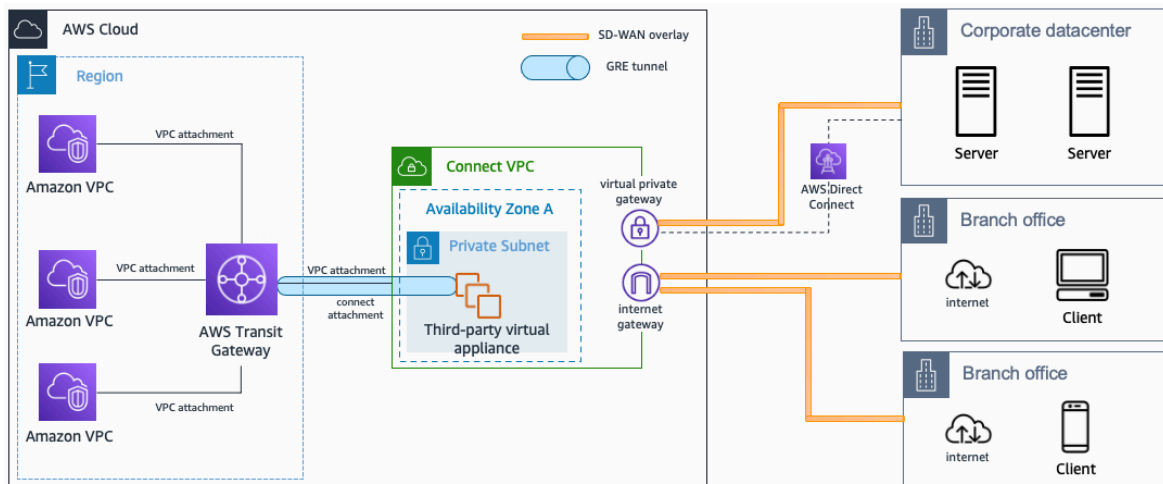 AWS Cloud
SD-WAN overlay
GRE tunnel
Region
VPC attachment
Amazon VPC
VPC attachment
Amazon VPC
VPC attachment
Amazon VPC
AWS Transit
Gateway
VPC attachment
connect
attachment
Connect VPC
Availability Zone A
Private Subnet
Third-party virtual
appliance
virtual private
gateway
internet
gateway
AWS Direct
Connect
Corporate datacenter
Server
Server
Branch office
internet
Client
Branch office
internet
Client